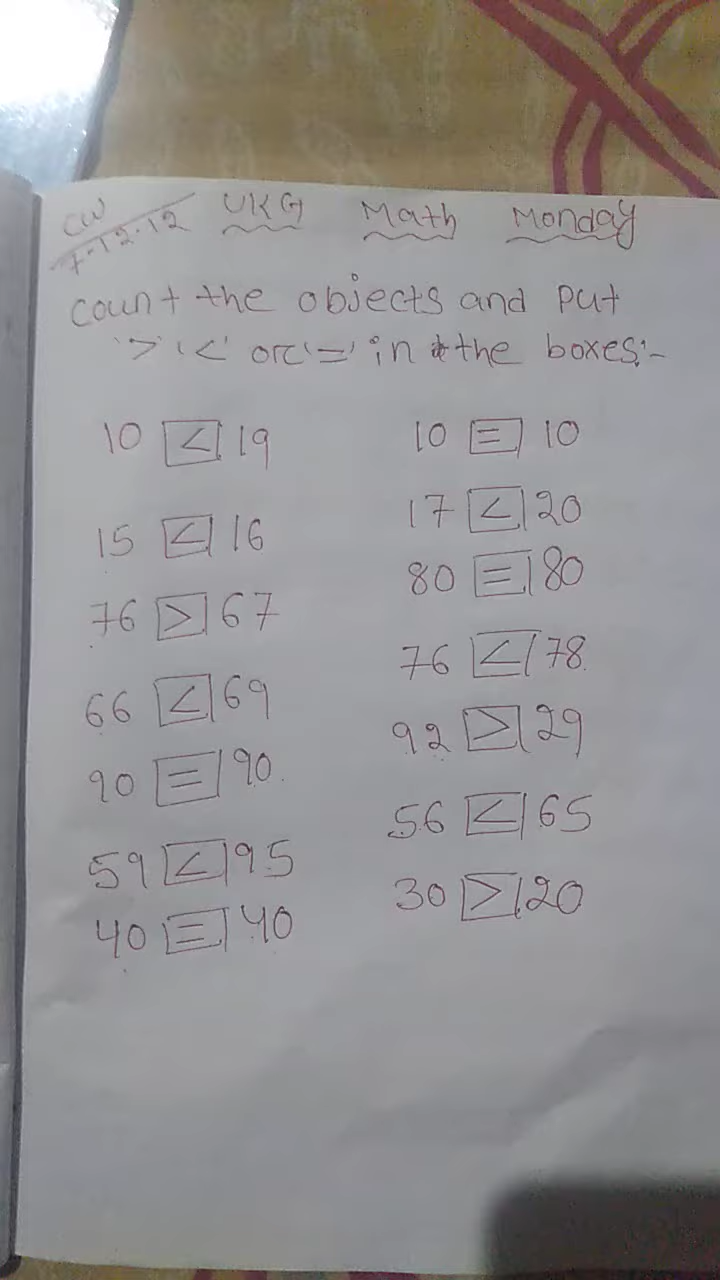 CW UKG Math Monday
7-12-12
Count the objects and put
'>' '<' or '=' in the boxes:-
10 < 19 10 = 10
15 < 16 17 < 20
76 > 67 80 = 80
66 < 69 76 < 78
90 = 90 92 > 29
59 < 95 56 < 65
40 = 40 30 > 20